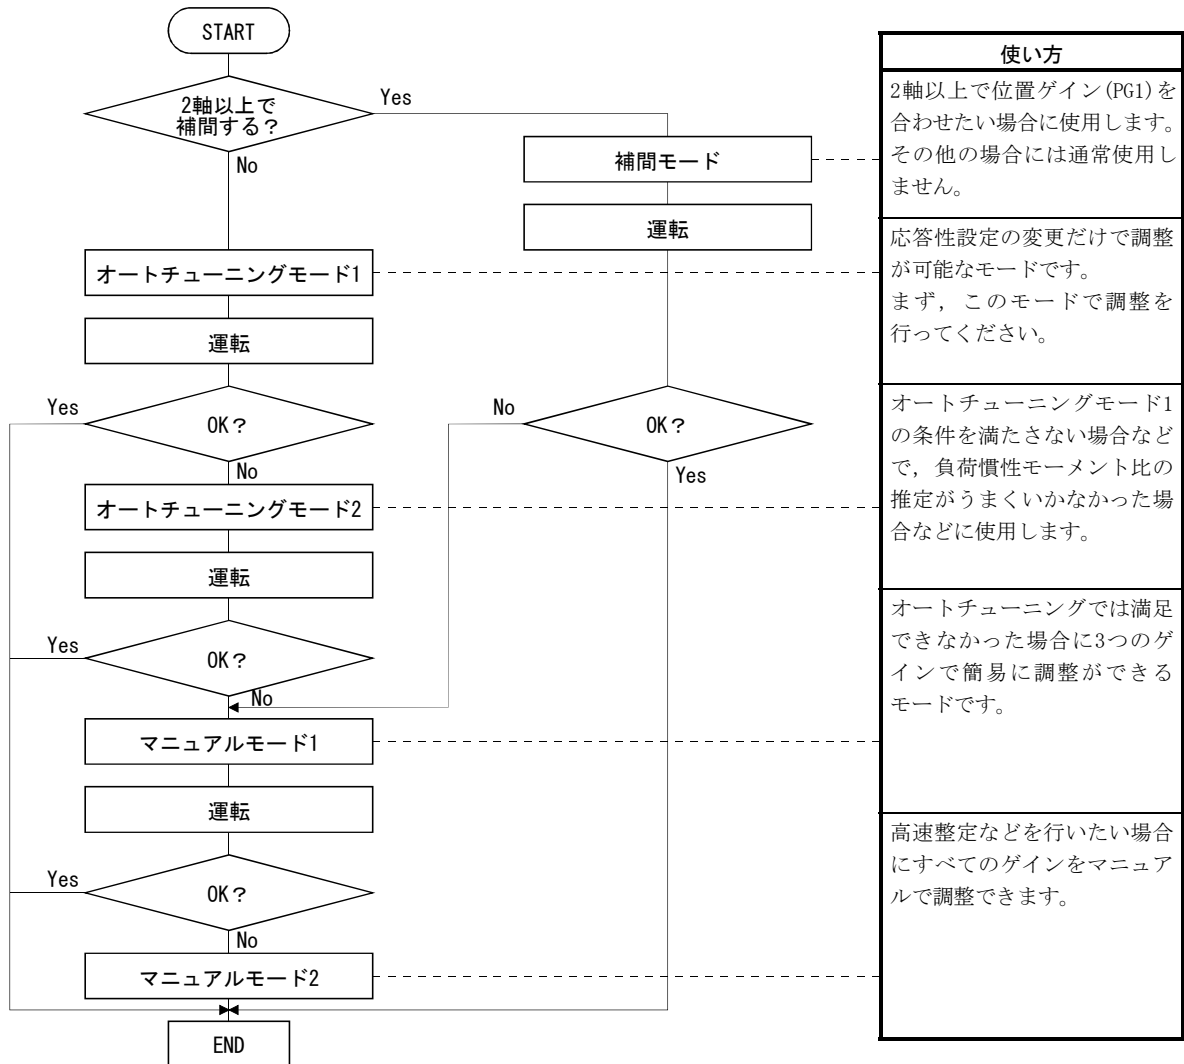 START
2軸以上で
補間する？
Yes
No
補間モード
運転
オートチューニングモード1
運転
Yes
OK？
No
No
OK？
Yes
オートチューニングモード2
運転
Yes
OK？
No
マニュアルモード1
運転
Yes
OK？
No
マニュアルモード2
END
使い方
2軸以上で位置ゲイン(PG1)を
合わせたい場合に使用します。
その他の場合には通常使用し
ません。
応答性設定の変更だけで調整
が可能なモードです。
まず，このモードで調整を
行ってください。
オートチューニングモード1
の条件を満たさない場合など
で，負荷慣性モーメント比の
推定がうまくいかなかった場
合などに使用します。
オートチューニングでは満足
できなかった場合に3つのゲ
インで簡易に調整ができる
モードです。
高速整定などを行いたい場合
にすべてのゲインをマニュア
ルで調整できます。